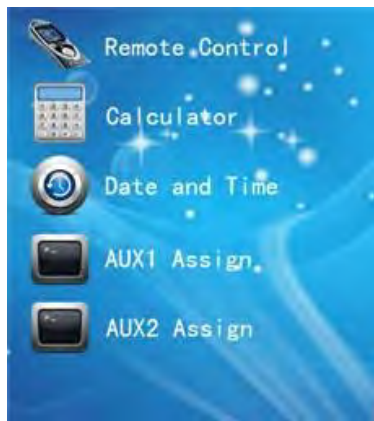 Remote Control
Calculator
Date and Time
AUX1 Assign
AUX2 Assign